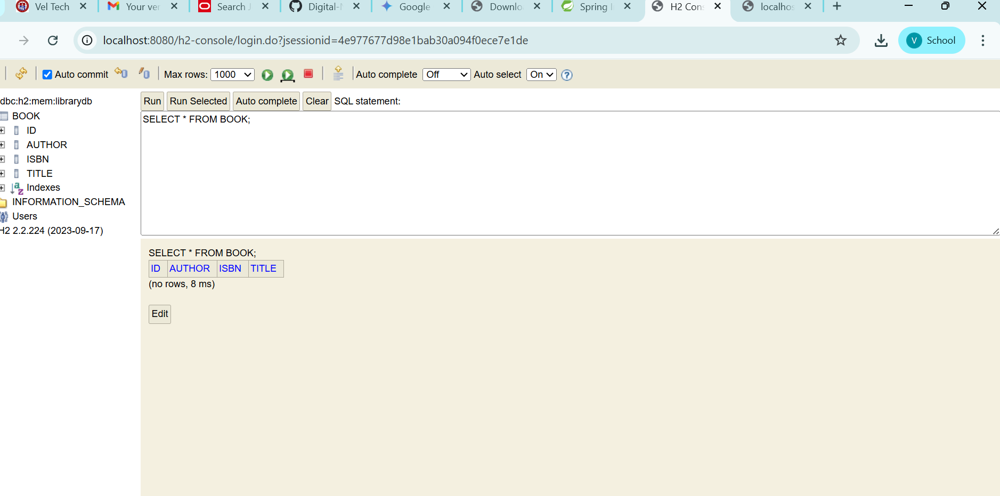 Vel Tech
Your ver
Search J
Digital-N
Google
Downlo
Spring I
H2 Cons
localhos
localhost:8080/h2-console/login.do?jsessionid=4e977677d98e1bab30a094f0ece7e1de
V School
Auto commit Max rows: 1000 Auto complete Off Auto select On ?
dbc:h2:mem:librarydb
BOOK
ID
AUTHOR
ISBN
TITLE
Indexes
INFORMATION_SCHEMA
Users
H2 2.2.224 (2023-09-17)
Run Run Selected Auto complete Clear SQL statement:
SELECT * FROM BOOK;
SELECT * FROM BOOK;
ID AUTHOR ISBN TITLE
(no rows, 8 ms)
Edit